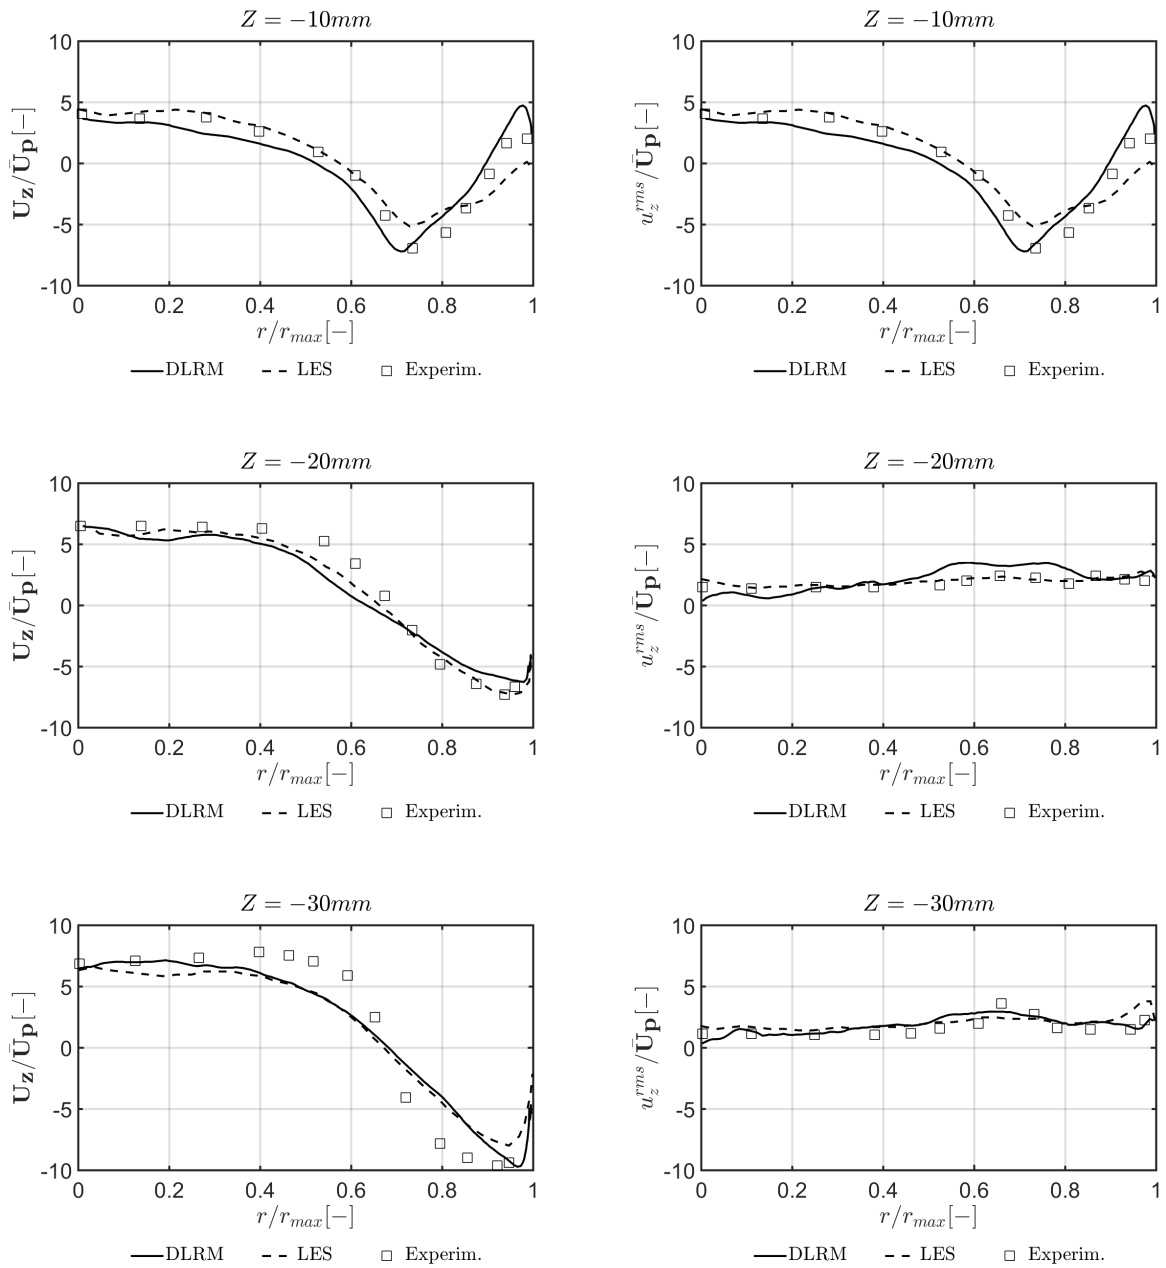 Z = −10mm
Z = −10mm
10
5
0
-5
-10
Uz/Ūp[−]
0 0.2 0.4 0.6 0.8 1
r/rmax[−]
DLRM LES Experim.
10
5
0
-5
-10
u_z^{rms}/Ūp[−]
0 0.2 0.4 0.6 0.8 1
r/rmax[−]
DLRM LES Experim.
Z = −20mm
Z = −20mm
10
5
0
-5
-10
Uz/Ūp[−]
0 0.2 0.4 0.6 0.8 1
r/rmax[−]
DLRM LES Experim.
10
5
0
-5
-10
u_z^{rms}/Ūp[−]
0 0.2 0.4 0.6 0.8 1
r/rmax[−]
DLRM LES Experim.
Z = −30mm
Z = −30mm
10
5
0
-5
-10
Uz/Ūp[−]
0 0.2 0.4 0.6 0.8 1
r/rmax[−]
DLRM LES Experim.
10
5
0
-5
-10
u_z^{rms}/Ūp[−]
0 0.2 0.4 0.6 0.8 1
r/rmax[−]
DLRM LES Experim.